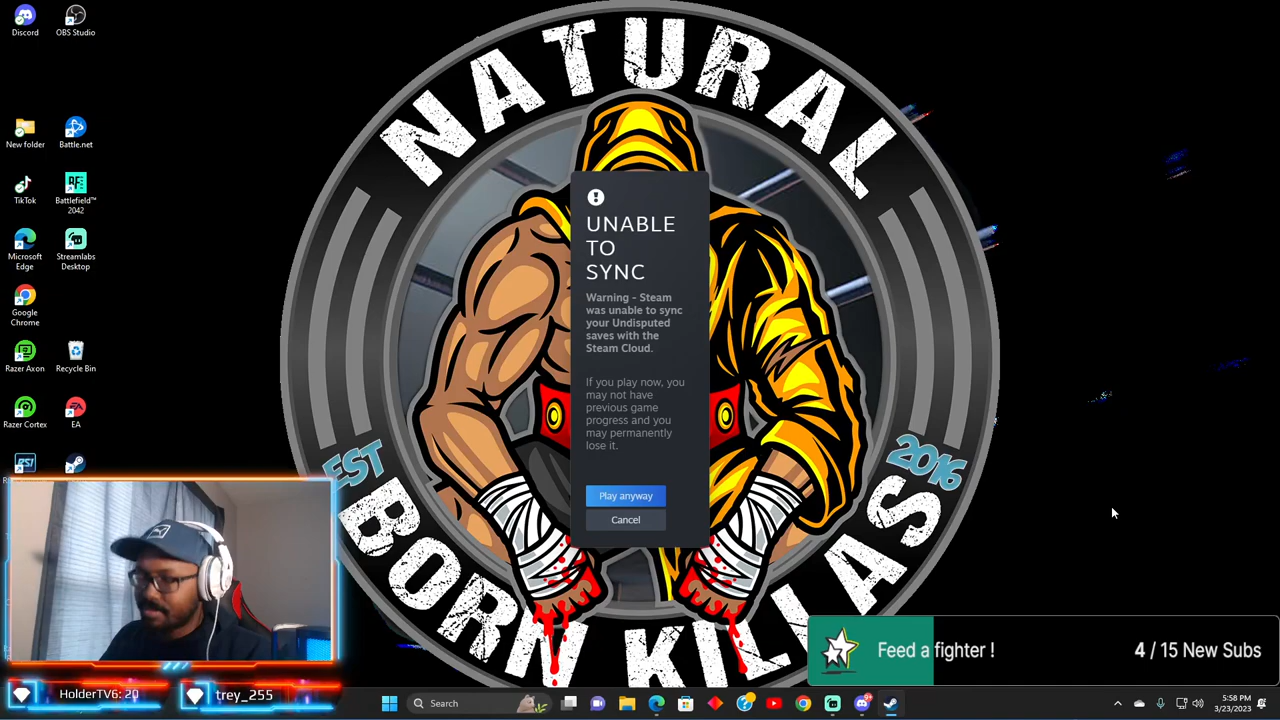 Discord
OBS Studio
New folder
Battle.net
TikTok
Battlefield™
2042
Microsoft
Edge
Streamlabs
Desktop
Google
Chrome
Razer Axon
Recycle Bin
Razer Cortex
EA
NATURAL
BORN KILLAS
EST
2016
UNABLE
TO
SYNC
Warning - Steam
was unable to sync
your Undisputed
saves with the
Steam Cloud.
If you play now, you
may not have
previous game
progress and you
may permanently
lose it.
Play anyway
Cancel
Feed a fighter !
4 / 15 New Subs
HolderTV6: 20
trey_255
Search
5:58 PM
3/23/2023